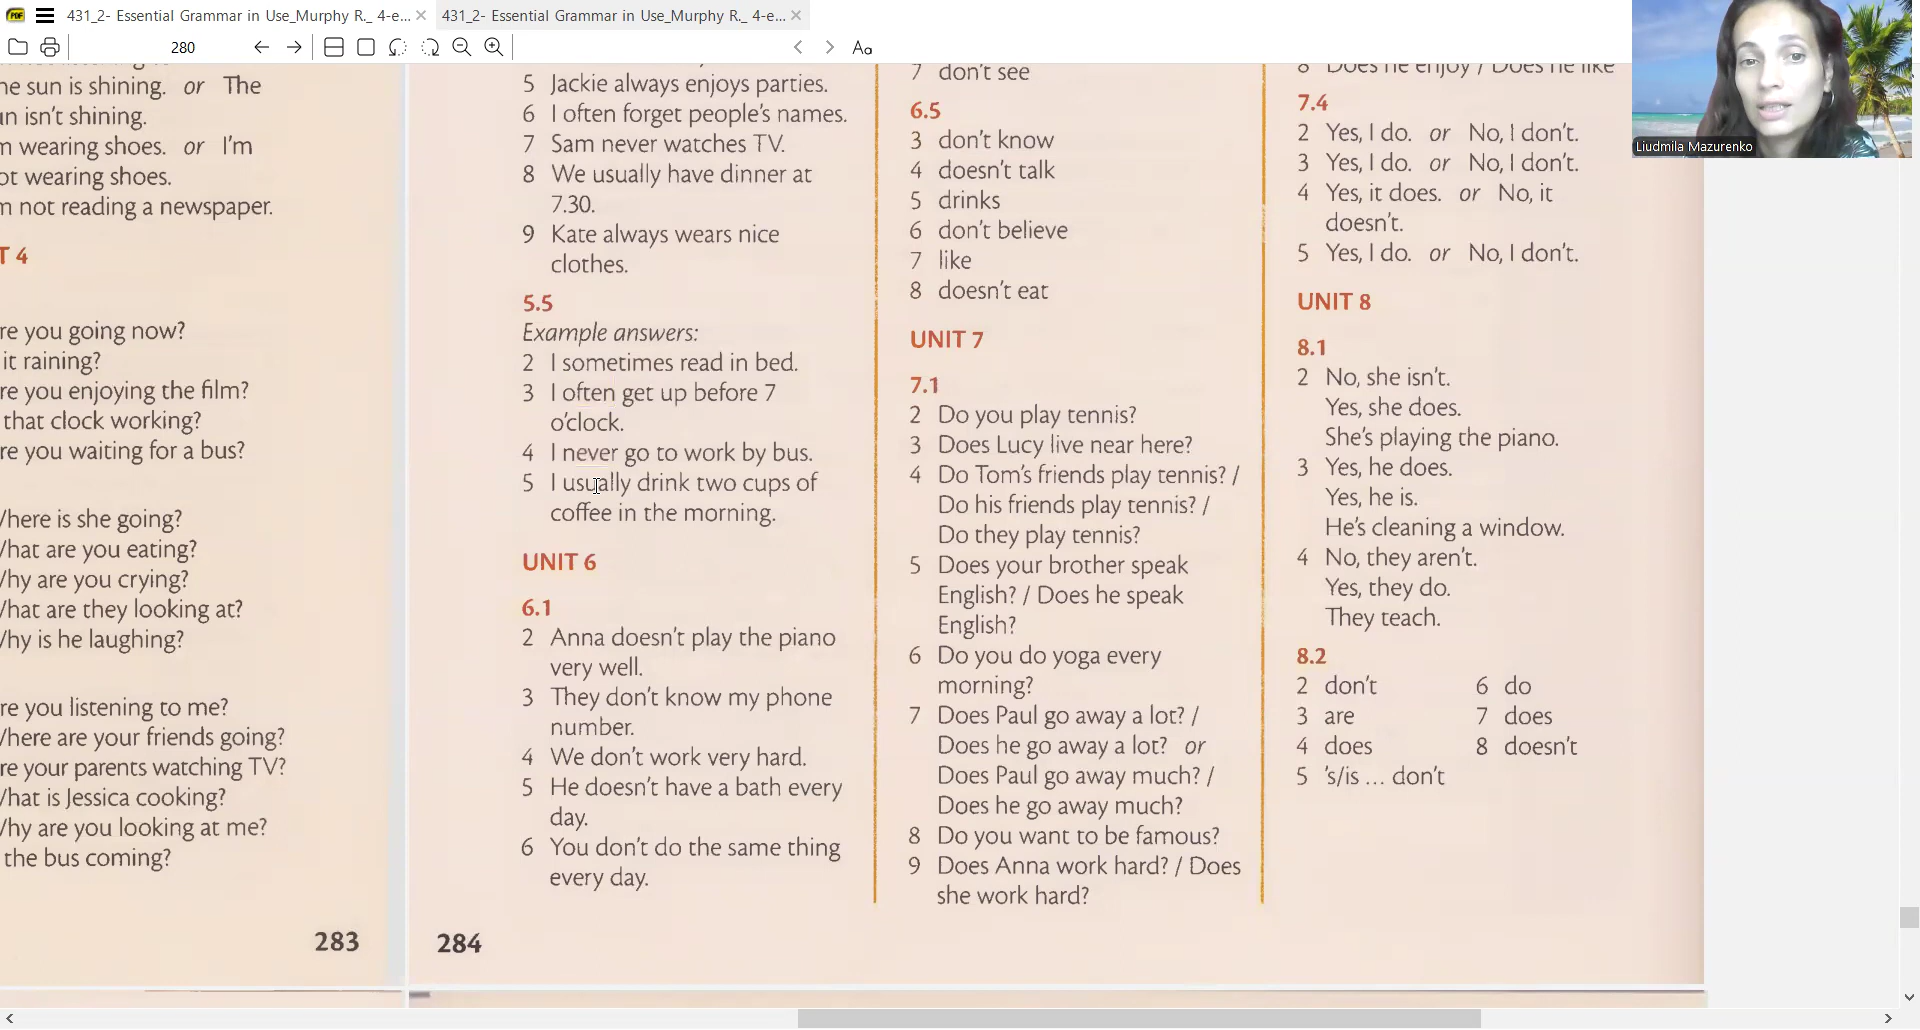 431_2- Essential Grammar in Use_Murphy R._ 4-e...
431_2- Essential Grammar in Use_Murphy R._ 4-e...
280
Aa
Liudmila Mazurenko
ne sun is shining. or The
un isn't shining.
m wearing shoes. or I'm
ot wearing shoes.
m not reading a newspaper.
T 4
re you going now?
it raining?
re you enjoying the film?
that clock working?
re you waiting for a bus?
/here is she going?
/hat are you eating?
/hy are you crying?
/hat are they looking at?
/hy is he laughing?
re you listening to me?
/here are your friends going?
re your parents watching TV?
/hat is Jessica cooking?
/hy are you looking at me?
the bus coming?
283
5 Jackie always enjoys parties.
6 I often forget people's names.
7 Sam never watches TV.
8 We usually have dinner at
7.30.
9 Kate always wears nice
clothes.
5.5
Example answers:
2 I sometimes read in bed.
3 I often get up before 7
o'clock.
4 I never go to work by bus.
5 I usually drink two cups of
coffee in the morning.
UNIT 6
6.1
2 Anna doesn't play the piano
very well.
3 They don't know my phone
number.
4 We don't work very hard.
5 He doesn't have a bath every
day.
6 You don't do the same thing
every day.
284
7 don't see
6.5
3 don't know
4 doesn't talk
5 drinks
6 don't believe
7 like
8 doesn't eat
UNIT 7
7.1
2 Do you play tennis?
3 Does Lucy live near here?
4 Do Tom's friends play tennis? /
Do his friends play tennis? /
Do they play tennis?
5 Does your brother speak
English? / Does he speak
English?
6 Do you do yoga every
morning?
7 Does Paul go away a lot? /
Does he go away a lot? or
Does Paul go away much? /
Does he go away much?
8 Do you want to be famous?
9 Does Anna work hard? / Does
she work hard?
8 Does he enjoy / Does he like
7.4
2 Yes, I do. or No, I don't.
3 Yes, I do. or No, I don't.
4 Yes, it does. or No, it
doesn't.
5 Yes, I do. or No, I don't.
UNIT 8
8.1
2 No, she isn't.
Yes, she does.
She's playing the piano.
3 Yes, he does.
Yes, he is.
He's cleaning a window.
4 No, they aren't.
Yes, they do.
They teach.
8.2
2 don't 6 do
3 are 7 does
4 does 8 doesn't
5 's/is ... don't